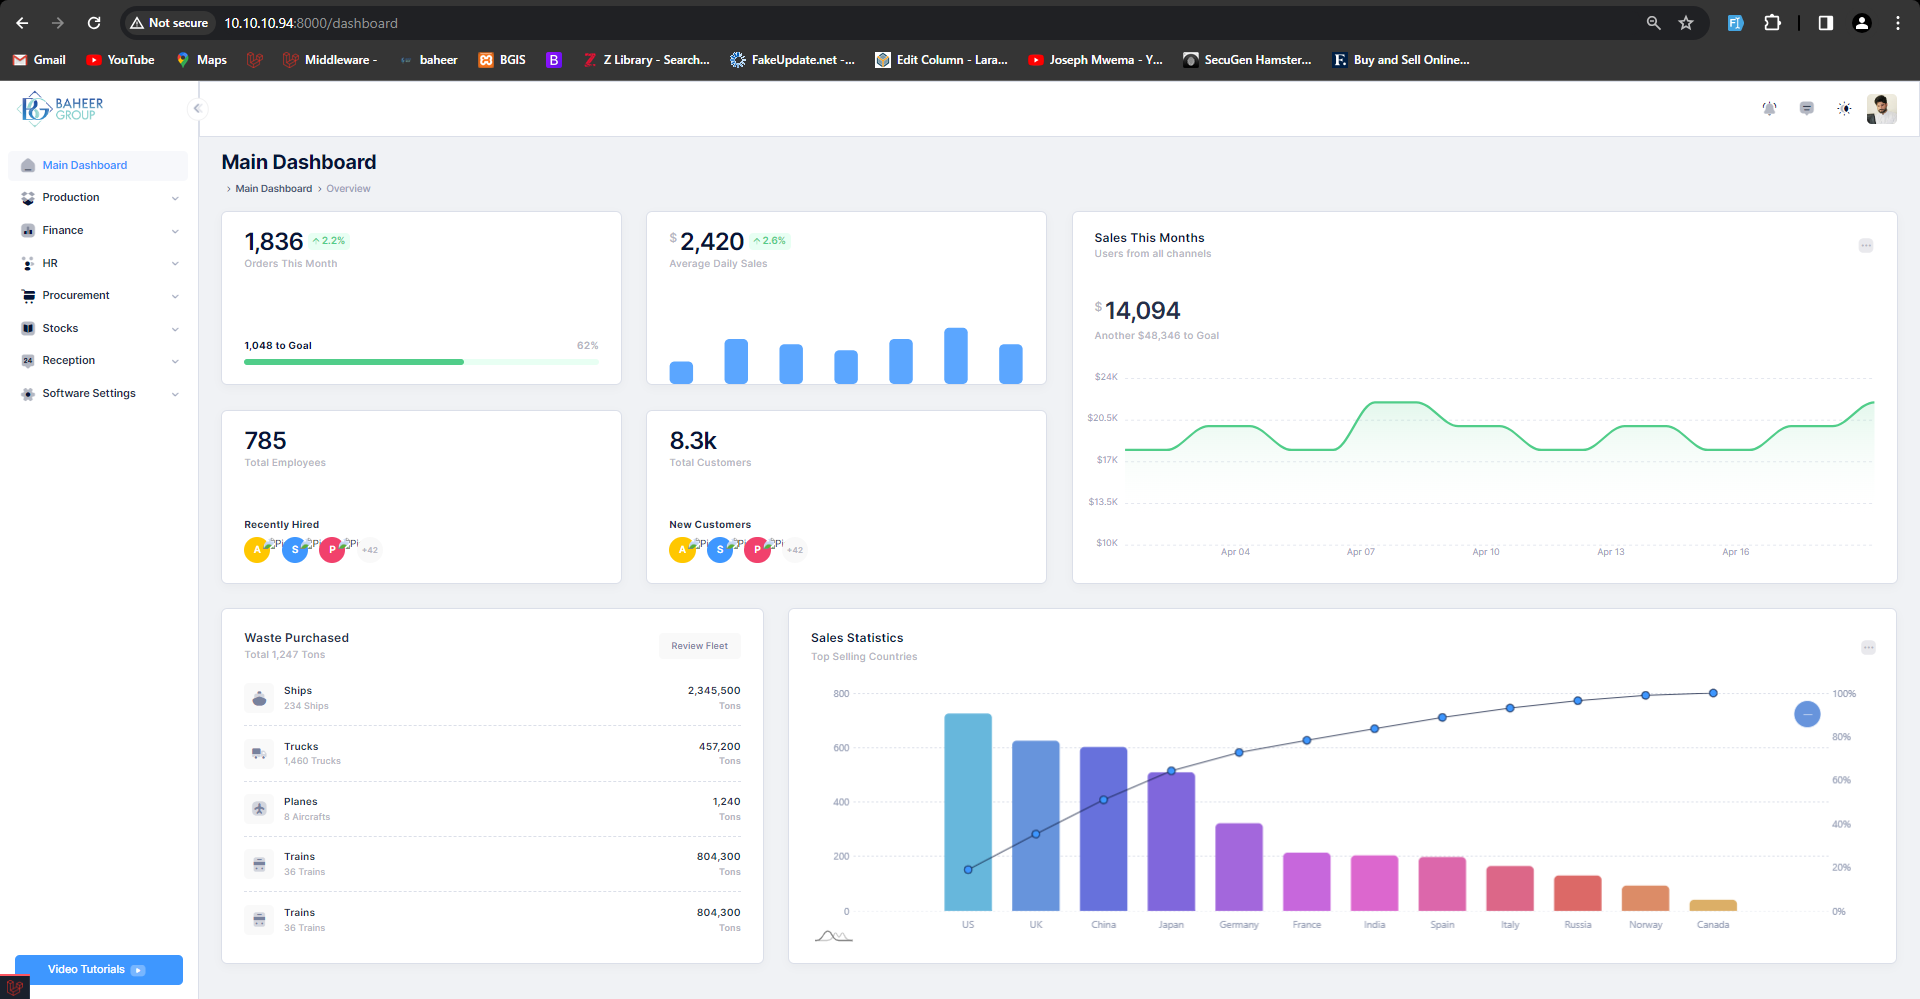 Not secure
10.10.10.94:8000/dashboard
Gmail
YouTube
Maps
Middleware -
baheer
BGIS
B
Z Library - Search...
FakeUpdate.net -...
Edit Column - Lara...
Joseph Mwema - Y...
SecuGen Hamster...
Buy and Sell Online...
BAHEER
GROUP
Main Dashboard
Production
Finance
HR
Procurement
Stocks
24
Reception
Software Settings
Video Tutorials
Main Dashboard
› Main Dashboard › Overview
1,836 2.2%
Orders This Month
1,048 to Goal 62%
$ 2,420 2.6%
Average Daily Sales
Sales This Months
Users from all channels
$ 14,094
Another $48,346 to Goal
$24K
$20.5K
$17K
$13.5K
$10K
Apr 04 Apr 07 Apr 10 Apr 13 Apr 16
785
Total Employees
Recently Hired
A Pi S Pi P Pi +42
8.3k
Total Customers
New Customers
A Pi S Pi P Pi +42
Waste Purchased
Total 1,247 Tons
Review Fleet
Ships 2,345,500
234 Ships Tons
Trucks 457,200
1,460 Trucks Tons
Planes 1,240
8 Aircrafts Tons
Trains 804,300
36 Trains Tons
Trains 804,300
36 Trains Tons
Sales Statistics
Top Selling Countries
800 100%
80%
600
60%
400
40%
200
20%
0 0%
US UK China Japan Germany France India Spain Italy Russia Norway Canada